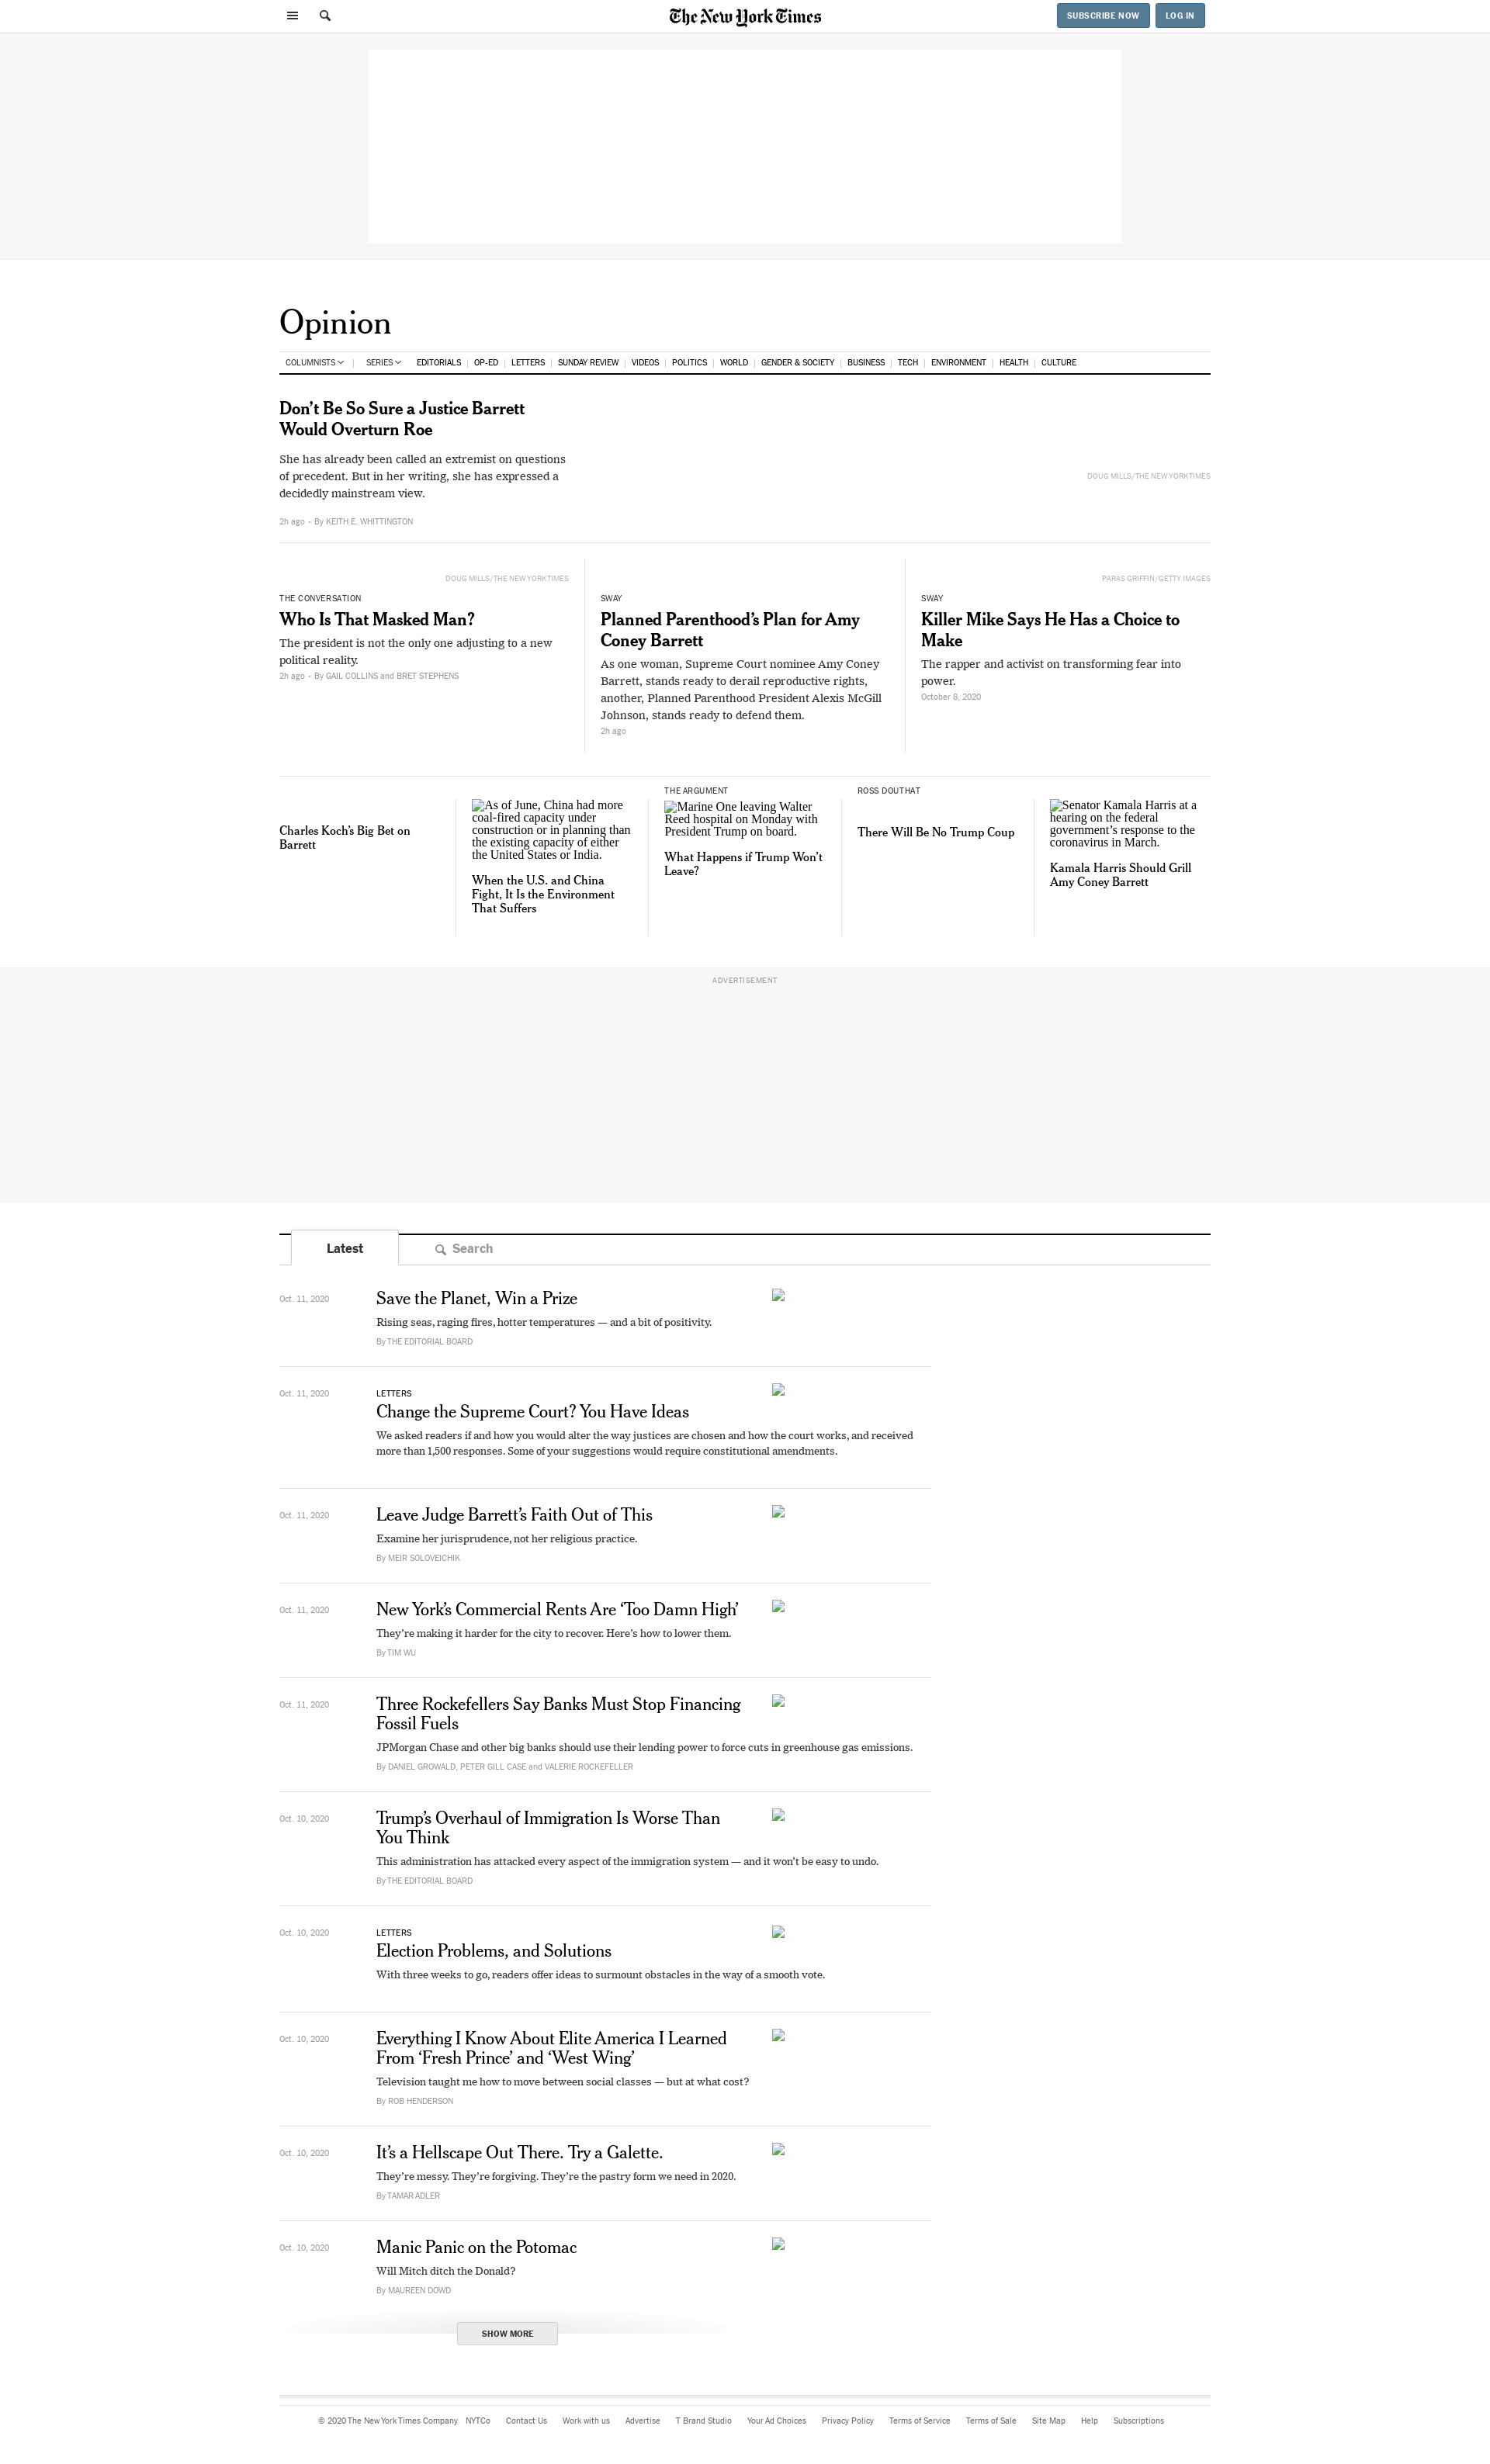 The New York Times
SUBSCRIBE NOW
LOG IN
Opinion
COLUMNISTS
SERIES
EDITORIALS
OP-ED
LETTERS
SUNDAY REVIEW
VIDEOS
POLITICS
WORLD
GENDER & SOCIETY
BUSINESS
TECH
ENVIRONMENT
HEALTH
CULTURE
Don’t Be So Sure a Justice Barrett
Would Overturn Roe
She has already been called an extremist on questions
of precedent. But in her writing, she has expressed a
decidedly mainstream view.
2h ago • By KEITH E. WHITTINGTON
DOUG MILLS/THE NEW YORK TIMES
DOUG MILLS/THE NEW YORK TIMES
THE CONVERSATION
Who Is That Masked Man?
The president is not the only one adjusting to a new
political reality.
2h ago • By GAIL COLLINS and BRET STEPHENS
SWAY
Planned Parenthood’s Plan for Amy
Coney Barrett
As one woman, Supreme Court nominee Amy Coney
Barrett, stands ready to derail reproductive rights,
another, Planned Parenthood President Alexis McGill
Johnson, stands ready to defend them.
2h ago
PARAS GRIFFIN/GETTY IMAGES
SWAY
Killer Mike Says He Has a Choice to
Make
The rapper and activist on transforming fear into
power.
October 8, 2020
Charles Koch’s Big Bet on
Barrett
As of June, China had more
coal-fired capacity under
construction or in planning than
the existing capacity of either
the United States or India.
When the U.S. and China
Fight, It Is the Environment
That Suffers
THE ARGUMENT
Marine One leaving Walter
Reed hospital on Monday with
President Trump on board.
What Happens if Trump Won’t
Leave?
ROSS DOUTHAT
There Will Be No Trump Coup
Senator Kamala Harris at a
hearing on the federal
government’s response to the
coronavirus in March.
Kamala Harris Should Grill
Amy Coney Barrett
ADVERTISEMENT
Latest
Search
Oct. 11, 2020
Save the Planet, Win a Prize
Rising seas, raging fires, hotter temperatures — and a bit of positivity.
By THE EDITORIAL BOARD
Oct. 11, 2020
LETTERS
Change the Supreme Court? You Have Ideas
We asked readers if and how you would alter the way justices are chosen and how the court works, and received
more than 1,500 responses. Some of your suggestions would require constitutional amendments.
Oct. 11, 2020
Leave Judge Barrett’s Faith Out of This
Examine her jurisprudence, not her religious practice.
By MEIR SOLOVEICHIK
Oct. 11, 2020
New York’s Commercial Rents Are ‘Too Damn High’
They’re making it harder for the city to recover. Here’s how to lower them.
By TIM WU
Oct. 11, 2020
Three Rockefellers Say Banks Must Stop Financing
Fossil Fuels
JPMorgan Chase and other big banks should use their lending power to force cuts in greenhouse gas emissions.
By DANIEL GROWALD, PETER GILL CASE and VALERIE ROCKEFELLER
Oct. 10, 2020
Trump’s Overhaul of Immigration Is Worse Than
You Think
This administration has attacked every aspect of the immigration system — and it won’t be easy to undo.
By THE EDITORIAL BOARD
Oct. 10, 2020
LETTERS
Election Problems, and Solutions
With three weeks to go, readers offer ideas to surmount obstacles in the way of a smooth vote.
Oct. 10, 2020
Everything I Know About Elite America I Learned
From ‘Fresh Prince’ and ‘West Wing’
Television taught me how to move between social classes — but at what cost?
By ROB HENDERSON
Oct. 10, 2020
It’s a Hellscape Out There. Try a Galette.
They’re messy. They’re forgiving. They’re the pastry form we need in 2020.
By TAMAR ADLER
Oct. 10, 2020
Manic Panic on the Potomac
Will Mitch ditch the Donald?
By MAUREEN DOWD
SHOW MORE
© 2020 The New York Times Company
NYTCo
Contact Us
Work with us
Advertise
T Brand Studio
Your Ad Choices
Privacy Policy
Terms of Service
Terms of Sale
Site Map
Help
Subscriptions